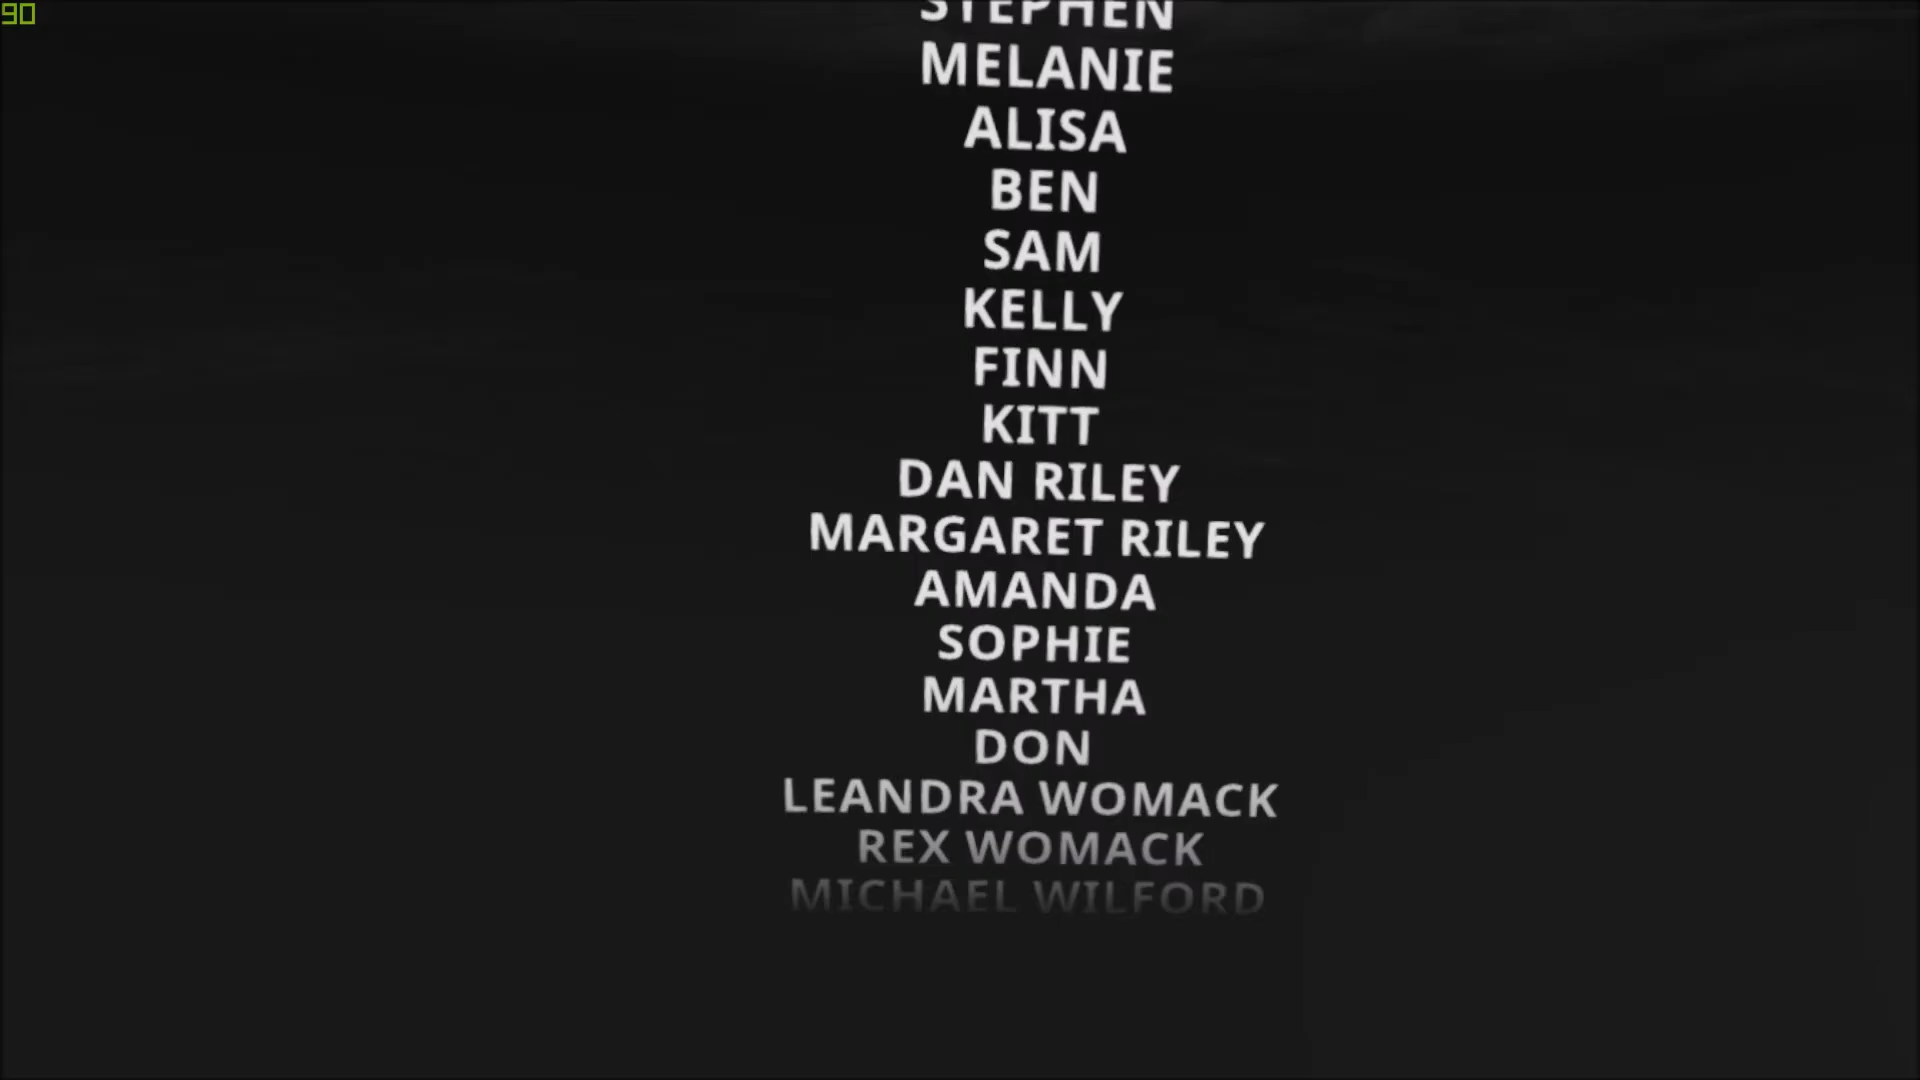 90
STEPHEN
MELANIE
ALISA
BEN
SAM
KELLY
FINN
KITT
DAN RILEY
MARGARET RILEY
AMANDA
SOPHIE
MARTHA
DON
LEANDRA WOMACK
REX WOMACK
MICHAEL WILFORD